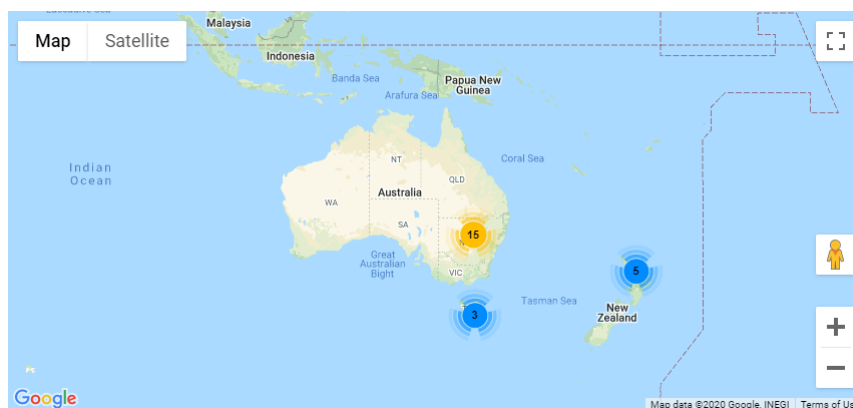 Malaysia
Map
Satellite
Indonesia
Banda Sea
Papua New
Guinea
Arafura Sea
Indian
Ocean
NT
Coral Sea
QLD
Australia
WA
SA
15
Great
Australian
Bight
VIC
5
3
Tasman Sea
New
Zealand
Google
Map data ©2020 Google, INEGI
Terms of Us